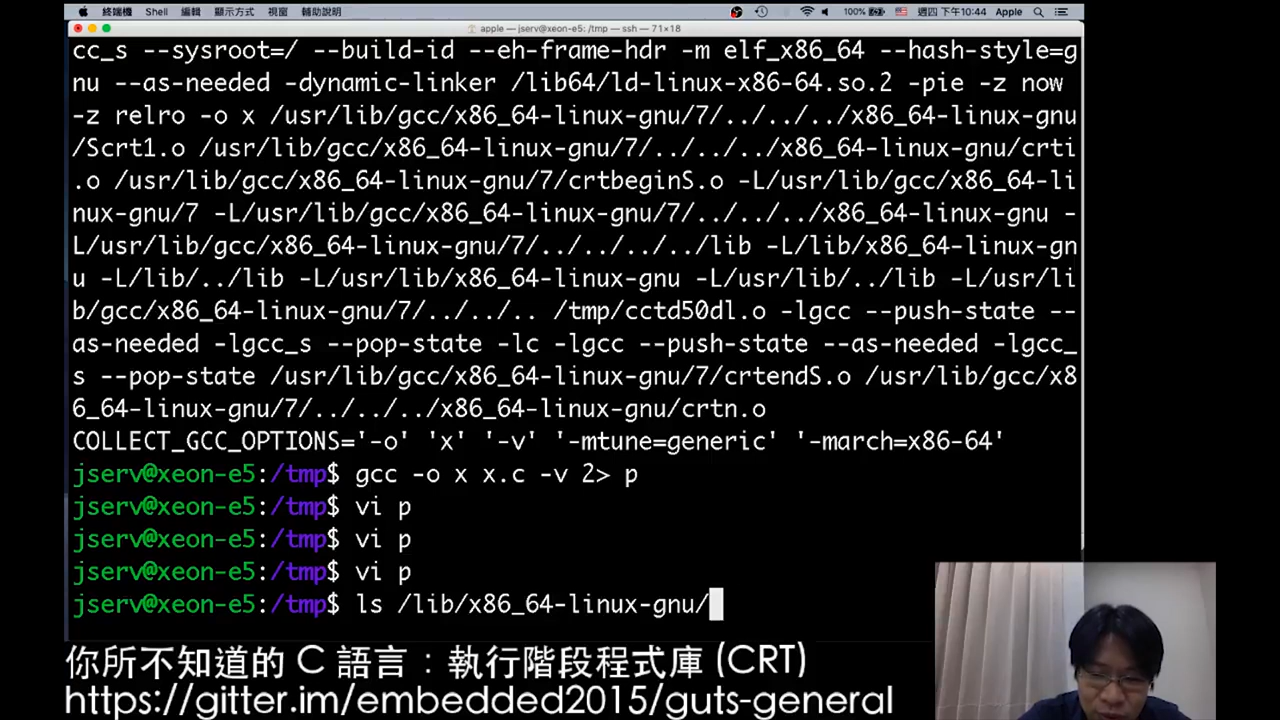 終端機 Shell 編輯 顯示方式 視窗 輔助說明 100% 週四 下午10:44 Apple
apple — jserv@xeon-e5: /tmp — ssh — 71×18
cc_s --sysroot=/ --build-id --eh-frame-hdr -m elf_x86_64 --hash-style=g
nu --as-needed -dynamic-linker /lib64/ld-linux-x86-64.so.2 -pie -z now
-z relro -o x /usr/lib/gcc/x86_64-linux-gnu/7/../../../x86_64-linux-gnu
/Scrt1.o /usr/lib/gcc/x86_64-linux-gnu/7/../../../x86_64-linux-gnu/crti
.o /usr/lib/gcc/x86_64-linux-gnu/7/crtbeginS.o -L/usr/lib/gcc/x86_64-li
nux-gnu/7 -L/usr/lib/gcc/x86_64-linux-gnu/7/../../../x86_64-linux-gnu -
L/usr/lib/gcc/x86_64-linux-gnu/7/../../../../lib -L/lib/x86_64-linux-gn
u -L/lib/../lib -L/usr/lib/x86_64-linux-gnu -L/usr/lib/../lib -L/usr/li
b/gcc/x86_64-linux-gnu/7/../../.. /tmp/cctd50dl.o -lgcc --push-state --
as-needed -lgcc_s --pop-state -lc -lgcc --push-state --as-needed -lgcc_
s --pop-state /usr/lib/gcc/x86_64-linux-gnu/7/crtendS.o /usr/lib/gcc/x8
6_64-linux-gnu/7/../../../x86_64-linux-gnu/crtn.o
COLLECT_GCC_OPTIONS='-o' 'x' '-v' '-mtune=generic' '-march=x86-64'
jserv@xeon-e5:/tmp$ gcc -o x x.c -v 2> p
jserv@xeon-e5:/tmp$ vi p
jserv@xeon-e5:/tmp$ vi p
jserv@xeon-e5:/tmp$ vi p
jserv@xeon-e5:/tmp$ ls /lib/x86_64-linux-gnu/
你所不知道的 C 語言：執行階段程式庫 (CRT)
https://gitter.im/embedded2015/guts-general